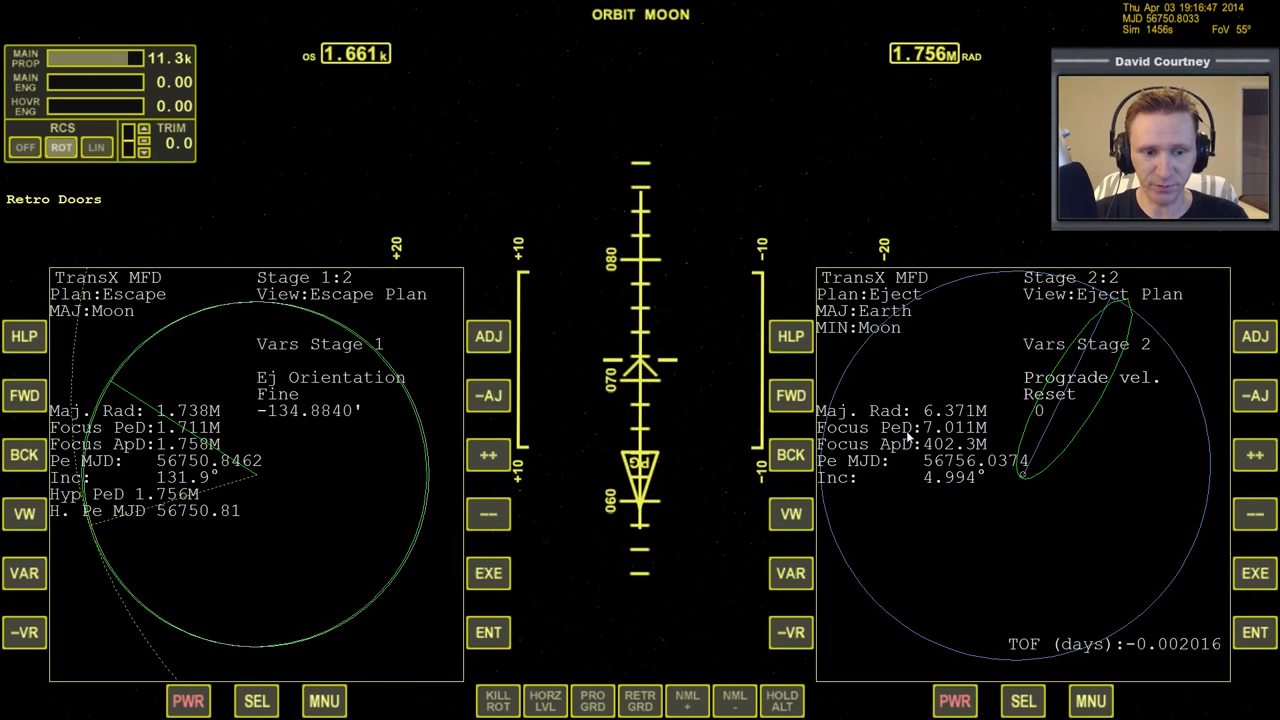 ORBIT MOON
Thu Apr 03 19:16:47 2014
MJD 56750.8033
Sim 1456s FoV 55°
MAIN PROP 11.3k
MAIN ENG 0.00
HOVR ENG 0.00
RCS
TRIM
OFF ROT LIN 0.0
OS 1.661k
1.756M RAD
David Courtney
Retro Doors
+20 +10 -10 -20
080
070
060
PG
+10 -10
TransX MFD Stage 1:2
Plan:Escape View:Escape Plan
MAJ:Moon
Vars Stage 1
Ej Orientation
Fine
Maj. Rad: 1.738M -134.8840'
Focus PeD:1.711M
Focus ApD:1.758M
Pe MJD: 56750.8462
Inc: 131.9°
Hyp PeD 1.756M
H. Pe MJD 56750.81
HLP
FWD
BCK
VW
VAR
-VR
ADJ
-AJ
++
--
EXE
ENT
PWR SEL MNU
TransX MFD Stage 2:2
Plan:Eject View:Eject Plan
MAJ:Earth
MIN:Moon
Vars Stage 2
Prograde vel.
Reset
Maj. Rad: 6.371M 0
Focus PeD:7.011M
Focus ApD:402.3M
Pe MJD: 56756.0374
Inc: 4.994°
TOF (days):-0.002016
HLP
FWD
BCK
VW
VAR
-VR
ADJ
-AJ
++
--
EXE
ENT
PWR SEL MNU
KILL ROT
HORZ LVL
PRO GRD
RETR GRD
NML +
NML -
HOLD ALT